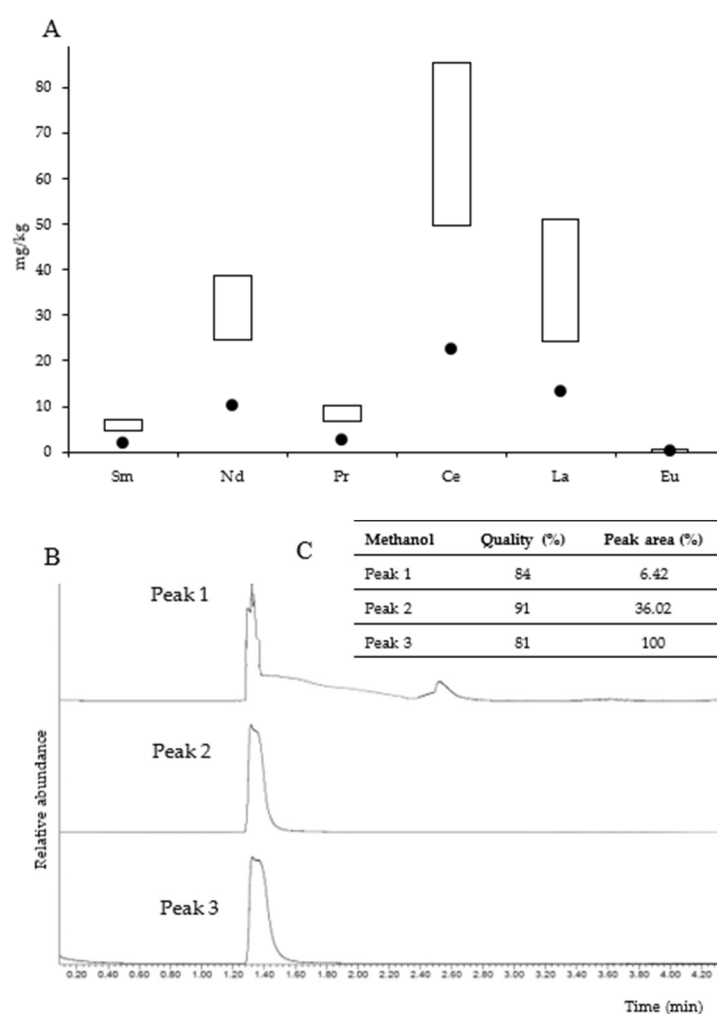 A
mg/kg
80
70
60
50
40
30
20
10
0
Sm Nd Pr Ce La Eu
B
C
Methanol Quality (%) Peak area (%)
Peak 1 84 6.42
Peak 2 91 36.02
Peak 3 81 100
Peak 1
Peak 2
Peak 3
Relative abundance
0.20 0.40 0.60 0.80 1.00 1.20 1.40 1.60 1.80 2.00 2.20 2.40 2.60 2.80 3.00 3.20 3.40 3.60 3.80 4.00 4.20
Time (min)